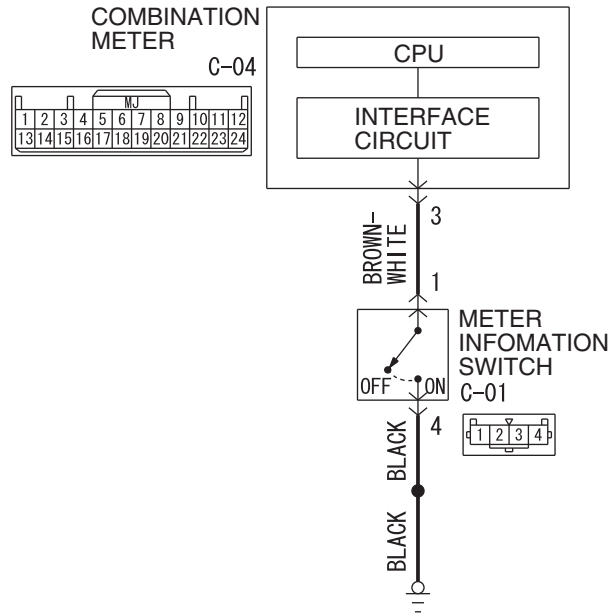 COMBINATION
METER
C-04
MJ
1 2 3 4 5 6 7 8 9 10 11 12
13 14 15 16 17 18 19 20 21 22 23 24
CPU
INTERFACE
CIRCUIT
3
BROWN-
WHITE
1
METER
INFOMATION
SWITCH
C-01
OFF
ON
4
1 2 3 4
BLACK
BLACK